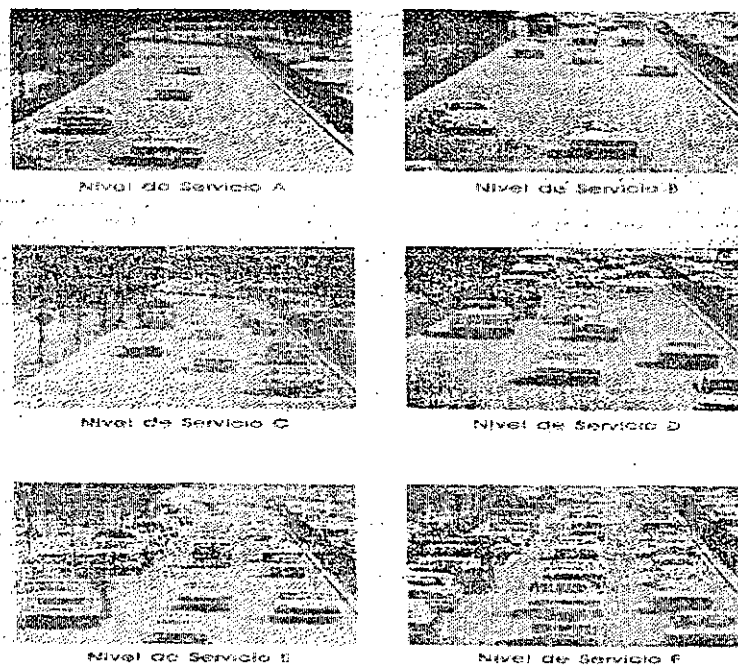 Nivel de Servicio A
Nivel de Servicio B
Nivel de Servicio C
Nivel de Servicio D
Nivel de Servicio E
Nivel de Servicio F